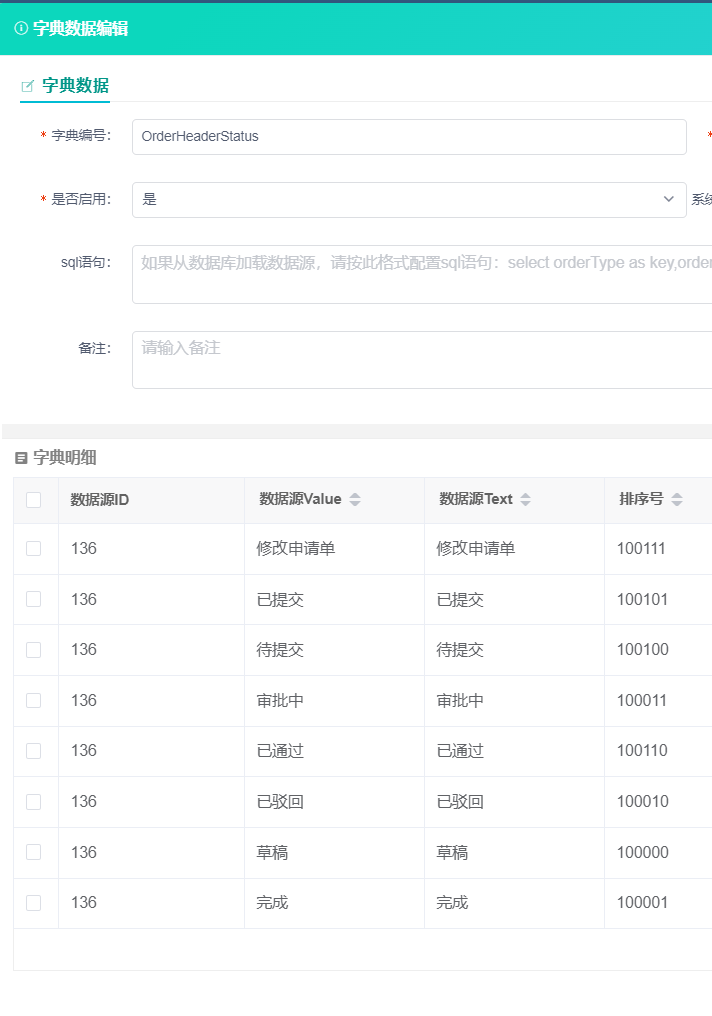 字典数据编辑
字典数据
* 字典编号： OrderHeaderStatus *
* 是否启用： 是 系统
sql语句： 如果从数据库加载数据源，请按此格式配置sql语句：select orderType as key,order
备注： 请输入备注
字典明细
数据源ID 数据源Value 数据源Text 排序号
136 修改申请单 修改申请单 100111
136 已提交 已提交 100101
136 待提交 待提交 100100
136 审批中 审批中 100011
136 已通过 已通过 100110
136 已驳回 已驳回 100010
136 草稿 草稿 100000
136 完成 完成 100001